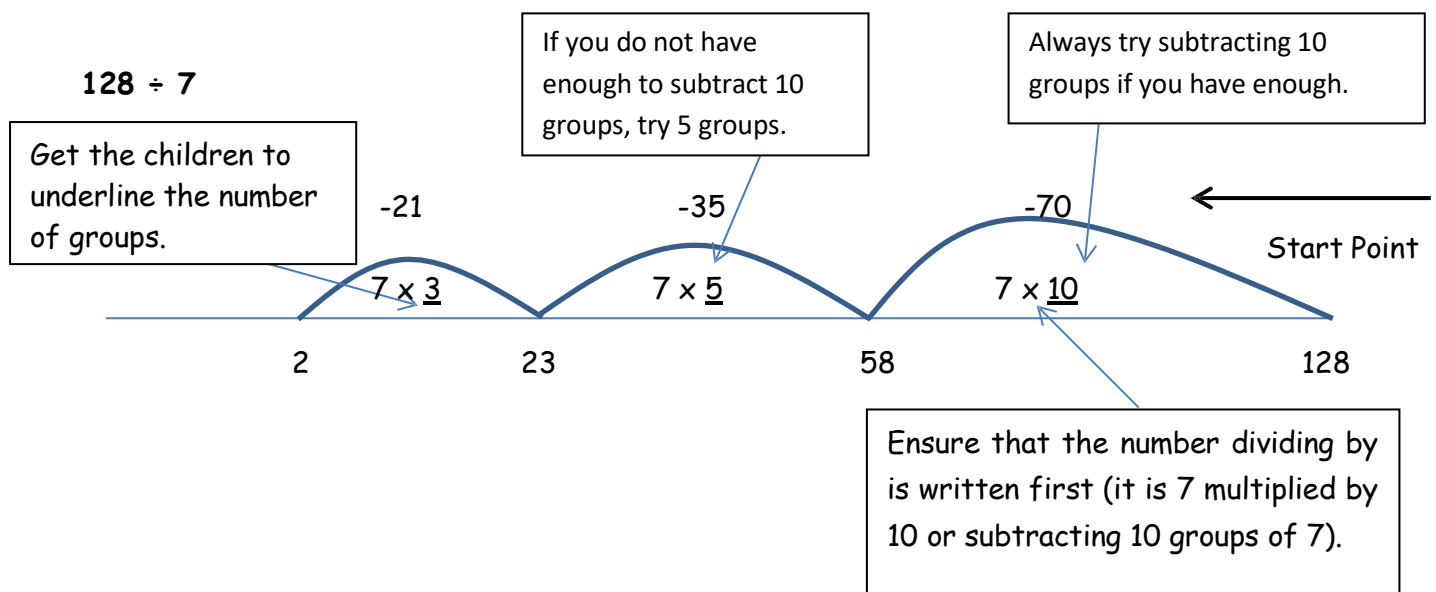 128 ÷ 7
Get the children to
underline the number
of groups.
If you do not have
enough to subtract 10
groups, try 5 groups.
Always try subtracting 10
groups if you have enough.
-21
-35
-70
Start Point
7 x 3
7 x 5
7 x 10
2
23
58
128
Ensure that the number dividing by
is written first (it is 7 multiplied by
10 or subtracting 10 groups of 7).